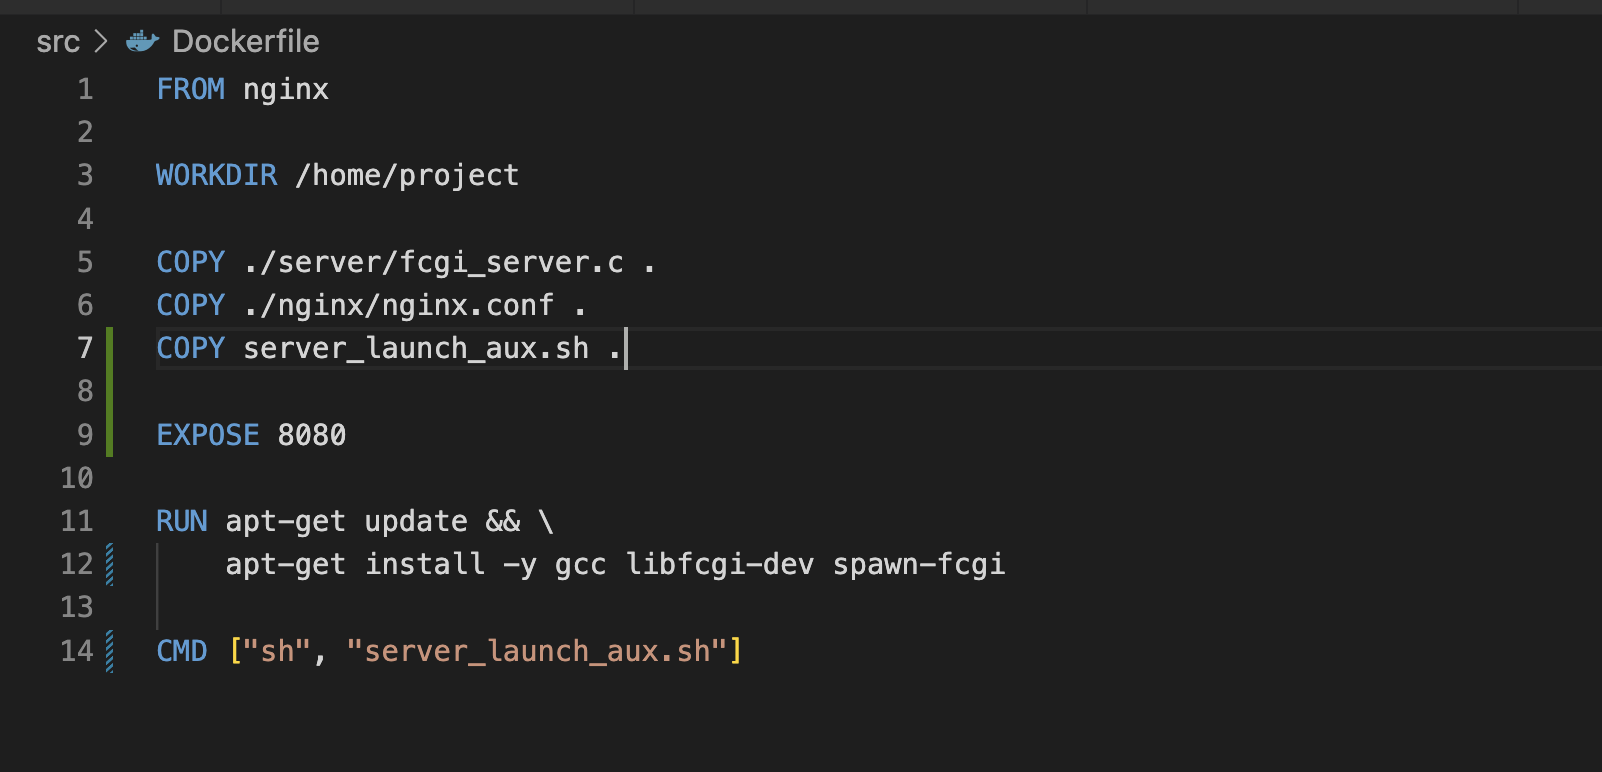 src > Dockerfile
1 FROM nginx
2
3 WORKDIR /home/project
4
5 COPY ./server/fcgi_server.c .
6 COPY ./nginx/nginx.conf .
7 COPY server_launch_aux.sh .
8
9 EXPOSE 8080
10
11 RUN apt-get update && \
12 apt-get install -y gcc libfcgi-dev spawn-fcgi
13
14 CMD ["sh", "server_launch_aux.sh"]